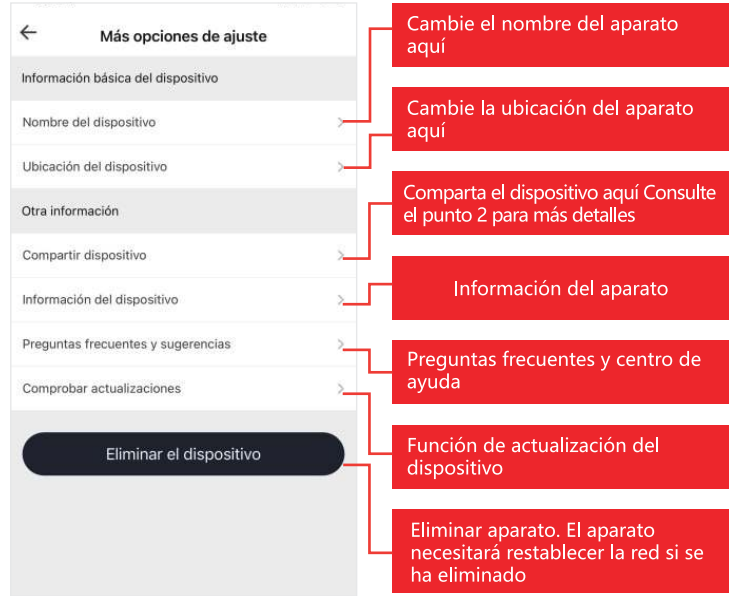 Más opciones de ajuste
Información básica del dispositivo
Nombre del dispositivo
Ubicación del dispositivo
Otra información
Compartir dispositivo
Información del dispositivo
Preguntas frecuentes y sugerencias
Comprobar actualizaciones
Eliminar el dispositivo
Cambie el nombre del aparato
aquí
Cambie la ubicación del aparato
aquí
Comparta el dispositivo aquí Consulte
el punto 2 para más detalles
Información del aparato
Preguntas frecuentes y centro de
ayuda
Función de actualización del
dispositivo
Eliminar aparato. El aparato
necesitará restablecer la red si se
ha eliminado